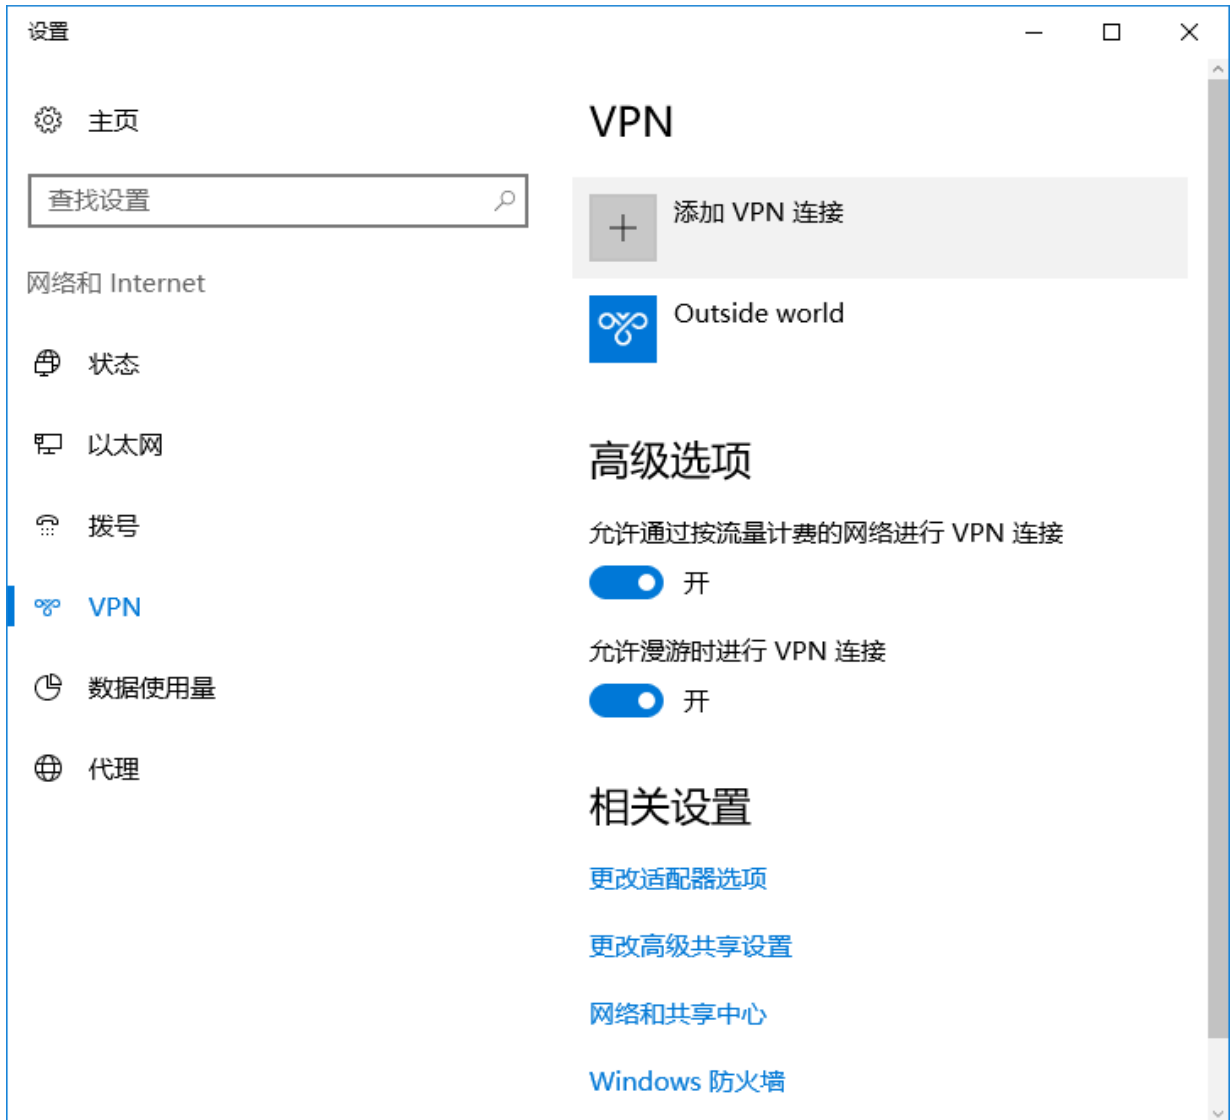 设置
主页
查找设置
网络和 Internet
状态
以太网
拨号
VPN
数据使用量
代理
VPN
添加 VPN 连接
Outside world
高级选项
允许通过按流量计费的网络进行 VPN 连接
开
允许漫游时进行 VPN 连接
开
相关设置
更改适配器选项
更改高级共享设置
网络和共享中心
Windows 防火墙